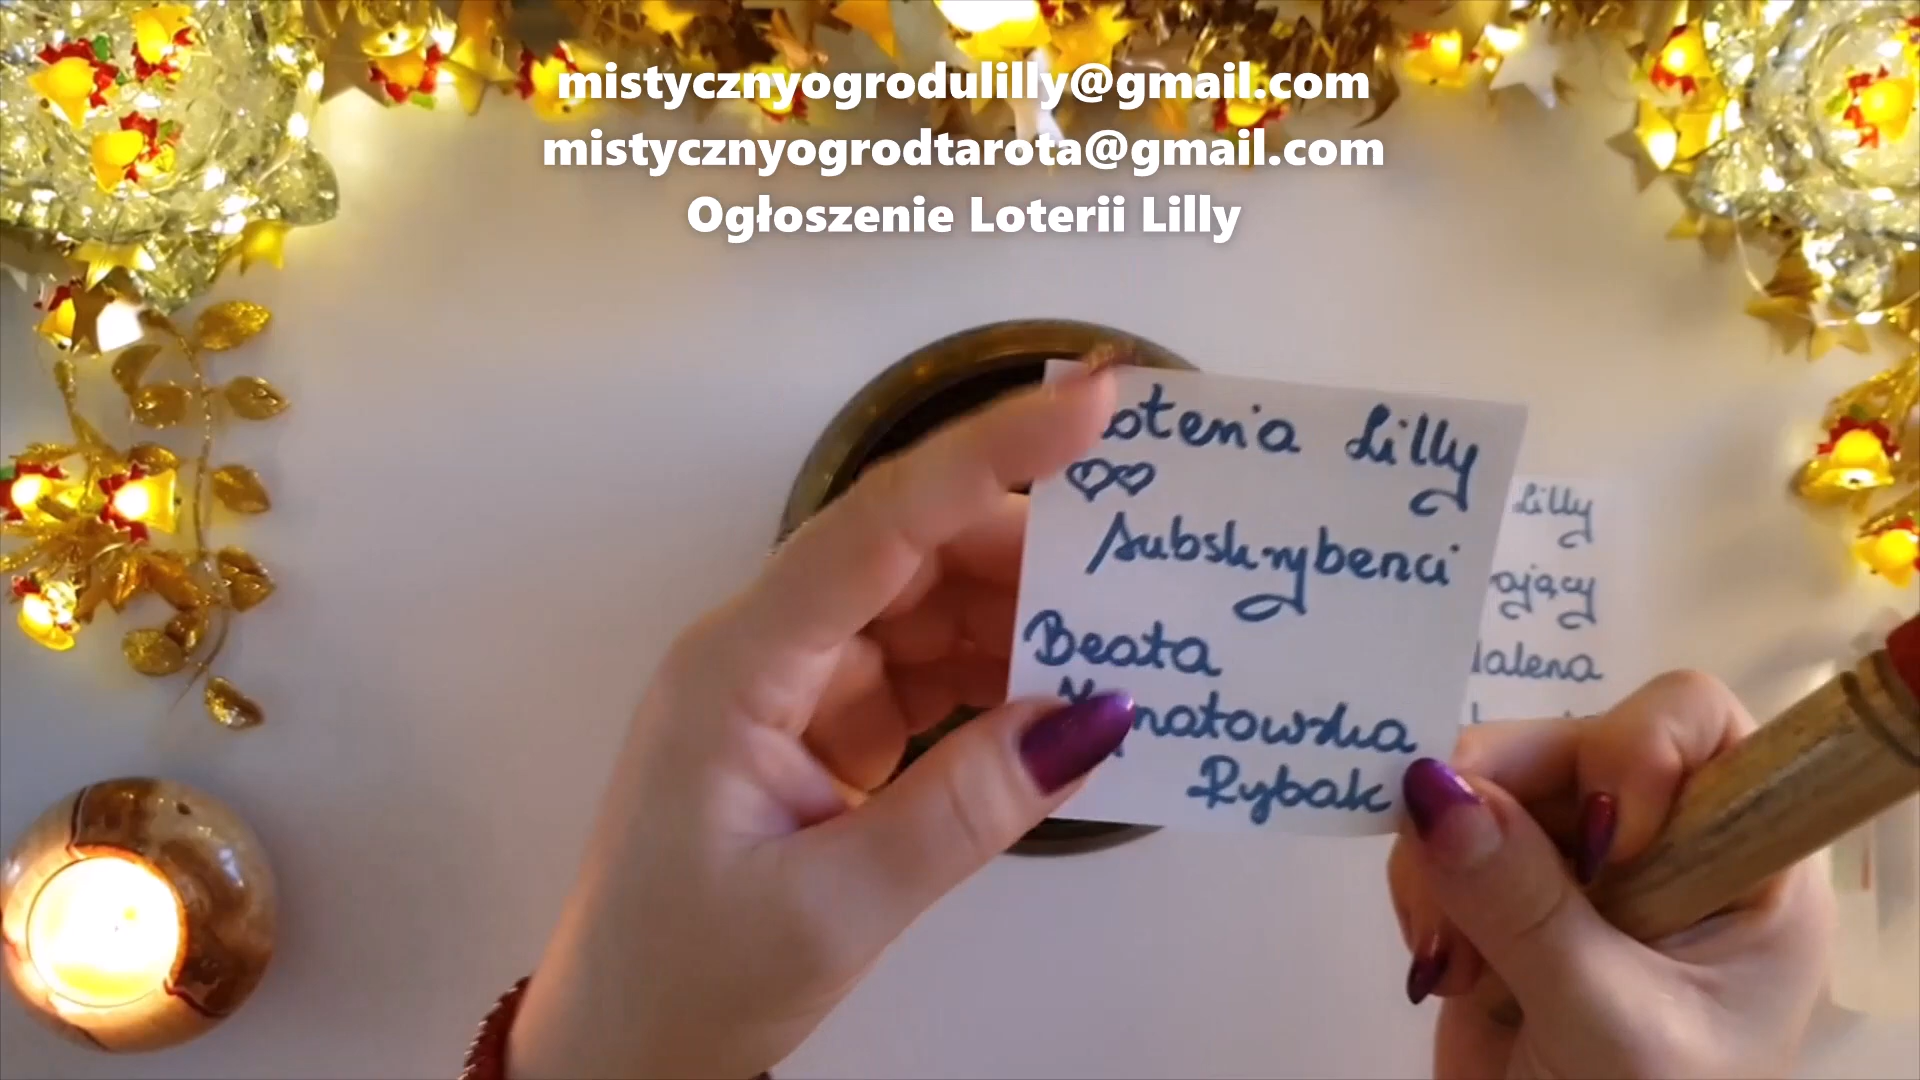 mistycznyogrodulilly@gmail.com
mistycznyogrodtarota@gmail.com
Ogłoszenie Loterii Lilly
Lilly
Subskrybenci
Beata
Rybak
Lilly